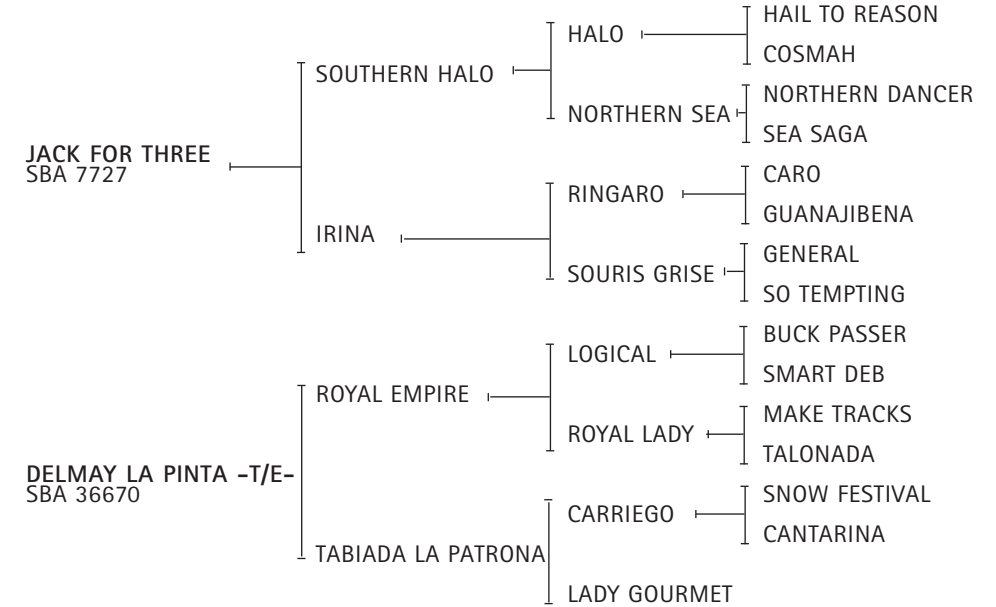 HAIL TO REASON
HALO
COSMAH
SOUTHERN HALO
NORTHERN DANCER
NORTHERN SEA
SEA SAGA
JACK FOR THREE
SBA 7727
CARO
RINGARO
GUANAJIBENA
IRINA
GENERAL
SOURIS GRISE
SO TEMPTING
BUCK PASSER
LOGICAL
SMART DEB
ROYAL EMPIRE
MAKE TRACKS
ROYAL LADY
TALONADA
DELMAY LA PINTA -T/E-
SBA 36670
SNOW FESTIVAL
CARRIEGO
CANTARINA
TABIADA LA PATRONA
LADY GOURMET